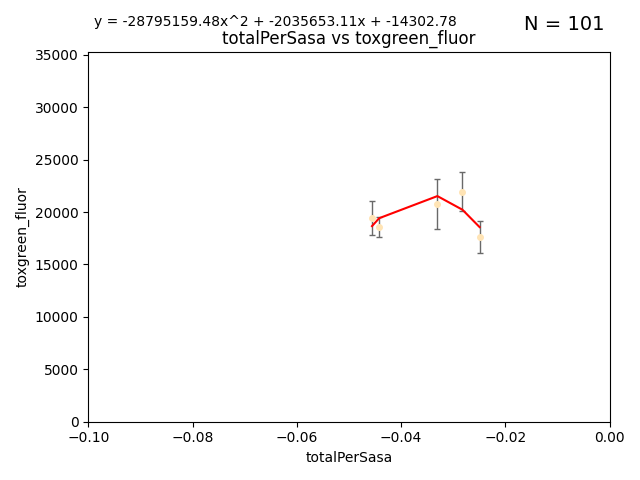 y = -28795159.48x^2 + -2035653.11x + -14302.78
N = 101
totalPerSasa vs toxgreen_fluor
35000
30000
25000
20000
15000
10000
5000
0
toxgreen_fluor
−0.10 −0.08 −0.06 −0.04 −0.02 0.00
totalPerSasa